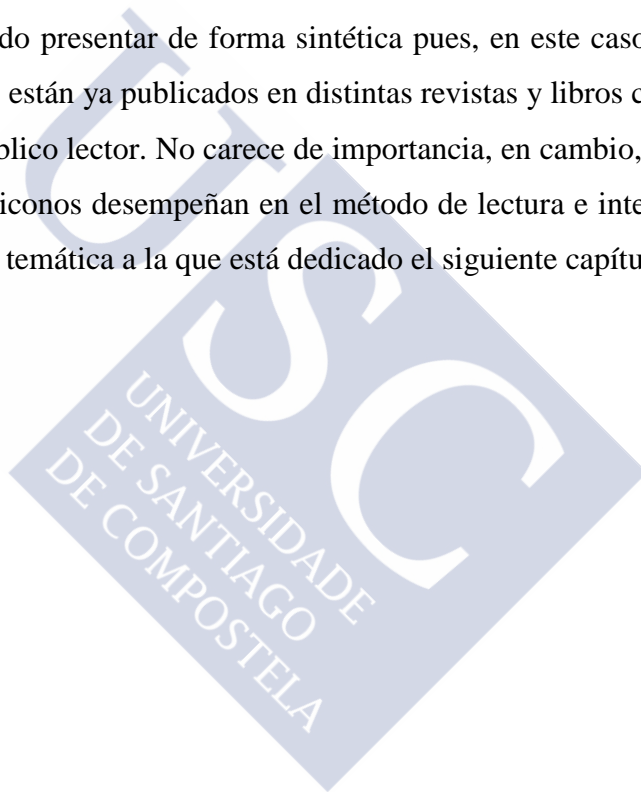 do presentar de forma sintética pues, en este caso
están ya publicados en distintas revistas y libros
blico lector. No carece de importancia, en cambio,
iconos desempeñan en el método de lectura e inte
temática a la que está dedicado el siguiente capítu
USC
UNIVERSIDADE
DE SANTIAGO
DE COMPOSTELA